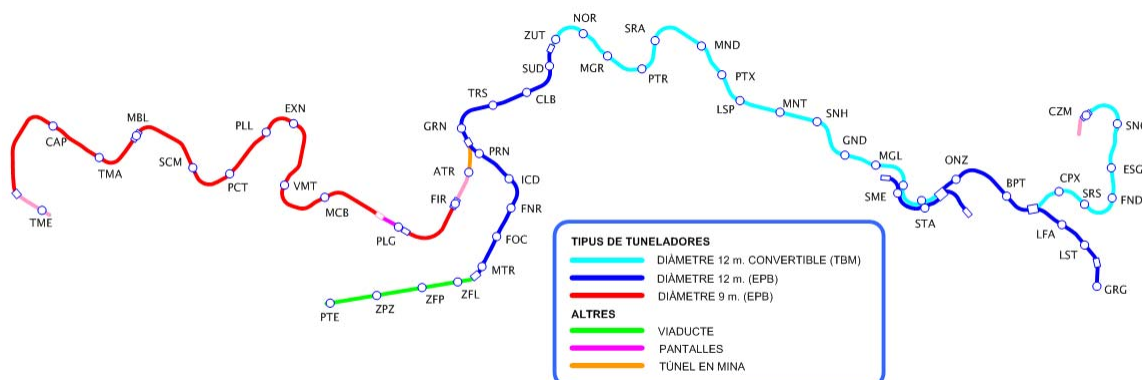 NOR
ZUT
SRA
MND
SUD
MGR
PTR
PTX
TRS
CLB
LSP
MNT
SNH
CZM
EXN
MBL
PLL
CAP
GRN
GND
TMA
SCM
PCT
PRN
ATR
MGL
ONZ
ESG
VMT
ICD
SME
BPT
CPX
SRS
FND
MCB
FIR
FNR
STA
TME
PLG
FOC
LFA
LST
MTR
GRG
ZFL
ZFP
ZPZ
PTE
TIPUS DE TUNELADORES
DIÀMETRE 12 m. CONVERTIBLE (TBM)
DIÀMETRE 12 m. (EPB)
DIÀMETRE 9 m. (EPB)
ALTRES
VIADUCTE
PANTALLES
TÚNEL EN MINA